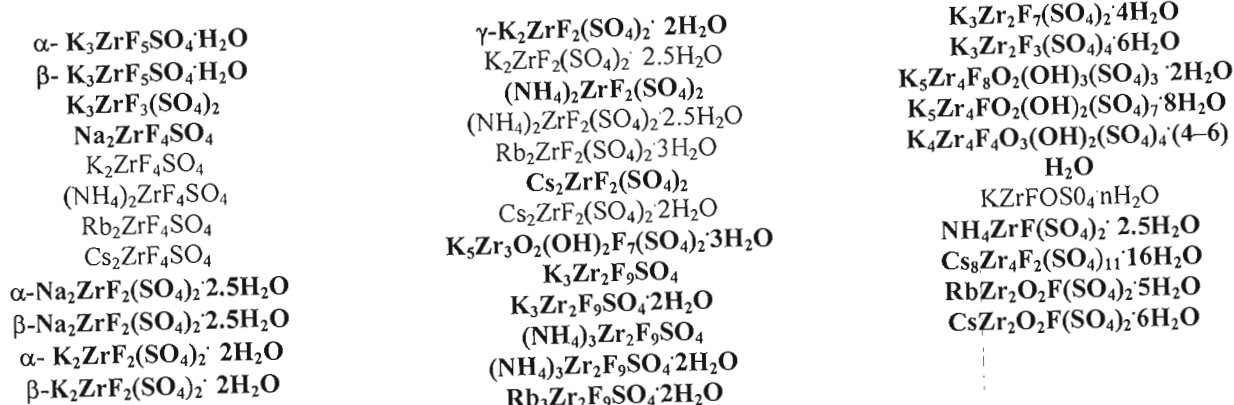 α- K₃ZrF₅SO₄·H₂O
β- K₃ZrF₅SO₄·H₂O
K₃ZrF₃(SO₄)₂
Na₂ZrF₄SO₄
K₂ZrF₄SO₄
(NH₄)₂ZrF₄SO₄
Rb₂ZrF₄SO₄
Cs₂ZrF₄SO₄
α-Na₂ZrF₂(SO₄)₂·2.5H₂O
β-Na₂ZrF₂(SO₄)₂·2.5H₂O
α- K₂ZrF₂(SO₄)₂· 2H₂O
β-K₂ZrF₂(SO₄)₂· 2H₂O
γ-K₂ZrF₂(SO₄)₂· 2H₂O
K₂ZrF₂(SO₄)₂· 2.5H₂O
(NH₄)₂ZrF₂(SO₄)₂
(NH₄)₂ZrF₂(SO₄)₂·2.5H₂O
Rb₂ZrF₂(SO₄)₂·3H₂O
Cs₂ZrF₂(SO₄)₂
Cs₂ZrF₂(SO₄)₂·2H₂O
K₅Zr₃O₂(OH)₂F₇(SO₄)₂·3H₂O
K₃Zr₂F₉SO₄
K₃Zr₂F₉SO₄·2H₂O
(NH₄)₃Zr₂F₉SO₄
(NH₄)₃Zr₂F₉SO₄·2H₂O
Rb₃Zr₂F₉SO₄·2H₂O
K₃Zr₂F₇(SO₄)₂·4H₂O
K₃Zr₂F₃(SO₄)₄·6H₂O
K₅Zr₄F₈O₂(OH)₃(SO₄)₃·2H₂O
K₅Zr₄FO₂(OH)₂(SO₄)₇·8H₂O
K₄Zr₄F₄O₃(OH)₂(SO₄)₄·(4–6)
H₂O
KZrFOS0₄·nH₂O
NH₄ZrF(SO₄)₂· 2.5H₂O
Cs₈Zr₄F₂(SO₄)₁₁·16H₂O
RbZr₂O₂F(SO₄)₂·5H₂O
CsZr₂O₂F(SO₄)₂·6H₂O